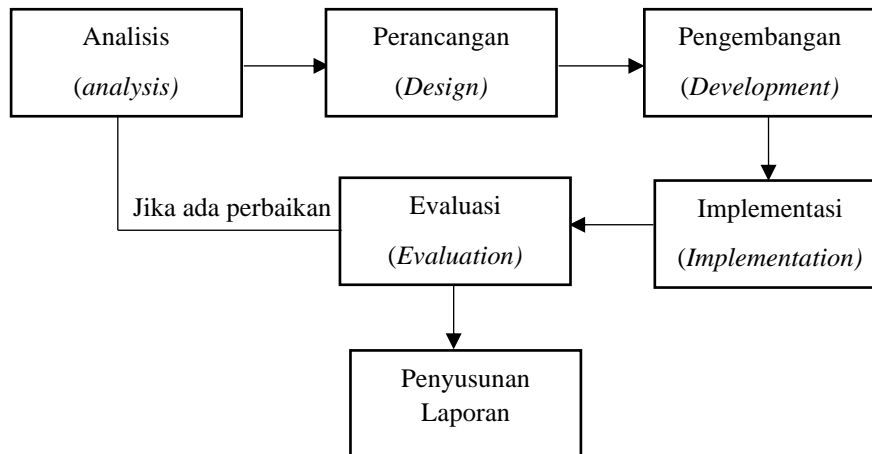 Analisis
(analysis)
Perancangan
(Design)
Pengembangan
(Development)
Implementasi
(Implementation)
Evaluasi
(Evaluation)
Jika ada perbaikan
Penyusunan
Laporan